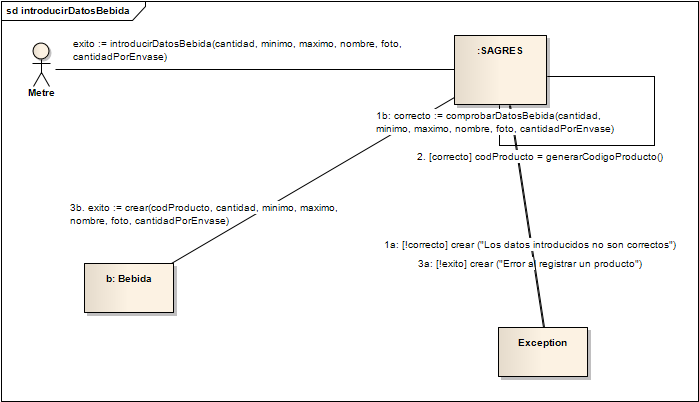 sd introducirDatosBebida
exito := introducirDatosBebida(cantidad, minimo, maximo, nombre, foto,
cantidadPorEnvase)
Metre
:SAGRES
1b: correcto := comprobarDatosBebida(cantidad,
minimo, maximo, nombre, foto, cantidadPorEnvase)
2. [correcto] codProducto = generarCodigoProducto()
3b. exito := crear(codProducto, cantidad, minimo, maximo,
nombre, foto, cantidadPorEnvase)
1a: [!correcto] crear ("Los datos introducidos no son correctos")
3a: [!exito] crear ("Error al registrar un producto")
b: Bebida
Exception